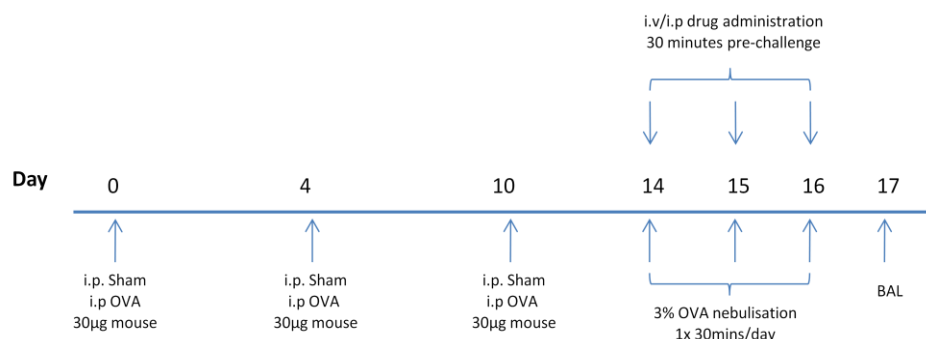 i.v/i.p drug administration
30 minutes pre-challenge
Day 0 4 10 14 15 16 17
i.p. Sham
i.p OVA
30µg mouse
i.p. Sham
i.p OVA
30µg mouse
i.p. Sham
i.p OVA
30µg mouse
3% OVA nebulisation
1x 30mins/day
BAL